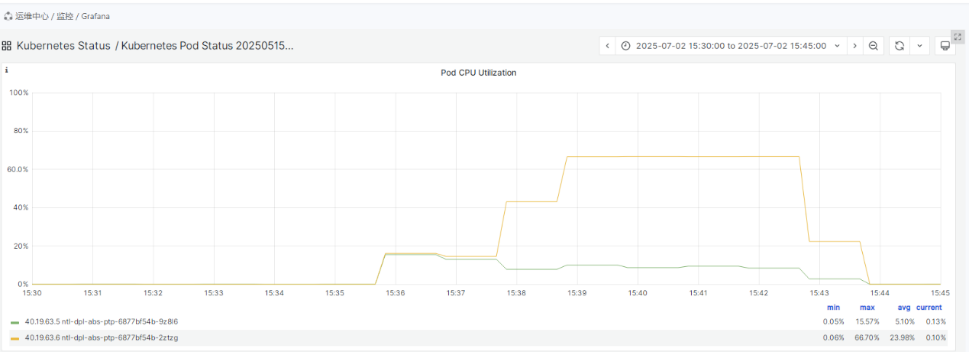 运维中心 / 监控 / Grafana
Kubernetes Status / Kubernetes Pod Status 20250515...
2025-07-02 15:30:00 to 2025-07-02 15:45:00
Pod CPU Utilization
100%
80%
60.0%
40%
20%
0%
15:30 15:31 15:32 15:33 15:34 15:35 15:36 15:37 15:38 15:39 15:40 15:41 15:42 15:43 15:44 15:45
min max avg current
40.19.63.5 ntl-dpl-abs-ptp-6877bf54b-9z8l6 0.05% 15.57% 5.10% 0.13%
40.19.63.6 ntl-dpl-abs-ptp-6877bf54b-2ztzg 0.06% 66.70% 23.98% 0.10%